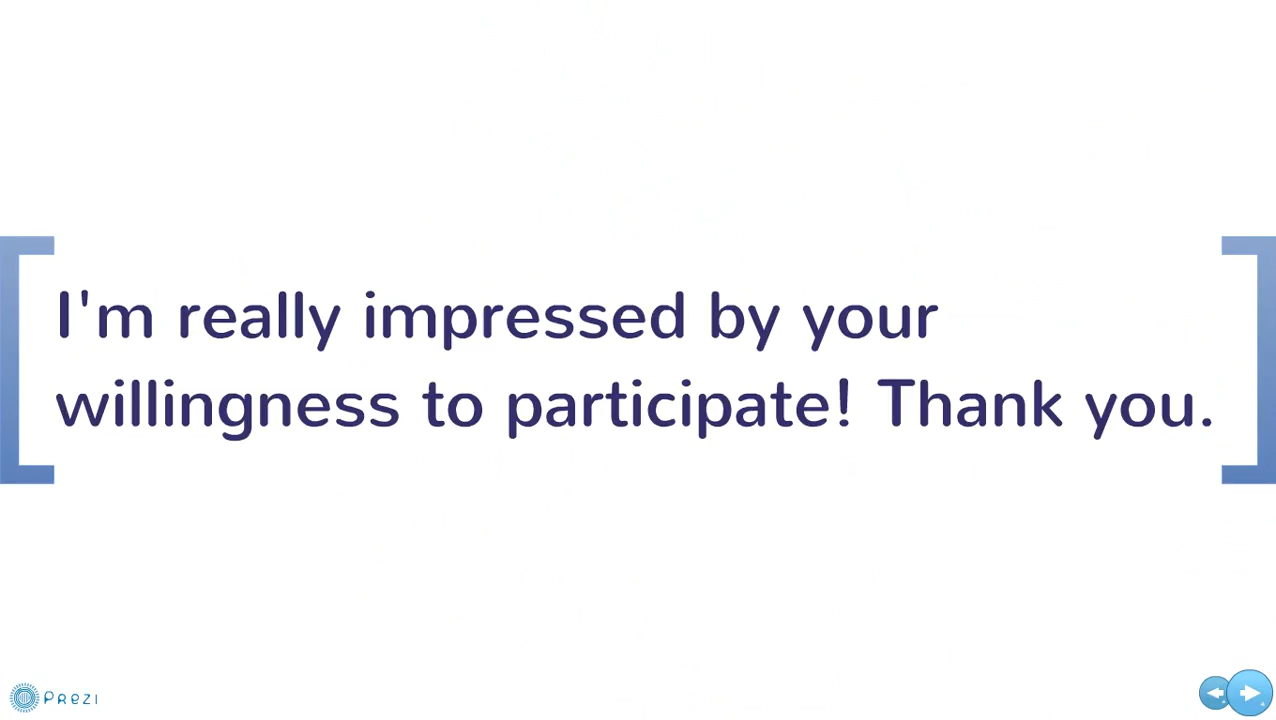 I'm really impressed by your
willingness to participate! Thank you.
Prezi